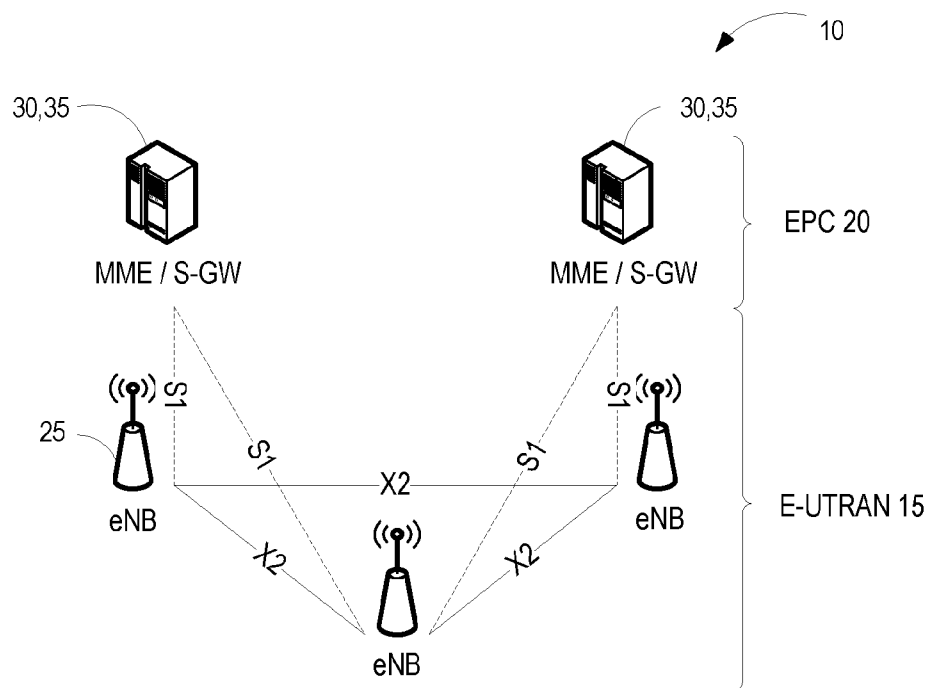 10
30,35
30,35
EPC 20
MME / S-GW
MME / S-GW
S1
S1
25
S1
S1
X2
eNB
eNB
E-UTRAN 15
X2
X2
eNB